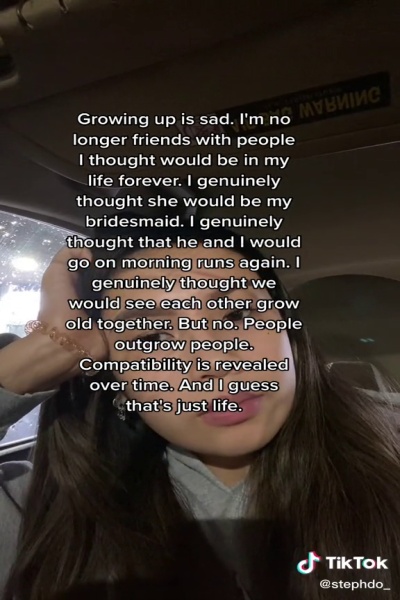 Growing up is sad. I'm no
longer friends with people
I thought would be in my
life forever. I genuinely
thought she would be my
bridesmaid. I genuinely
thought that he and I would
go on morning runs again. I
genuinely thought we
would see each other grow
old together. But no. People
outgrow people.
Compatibility is revealed
over time. And I guess
that's just life.
WARNING
TikTok
@stephdo_